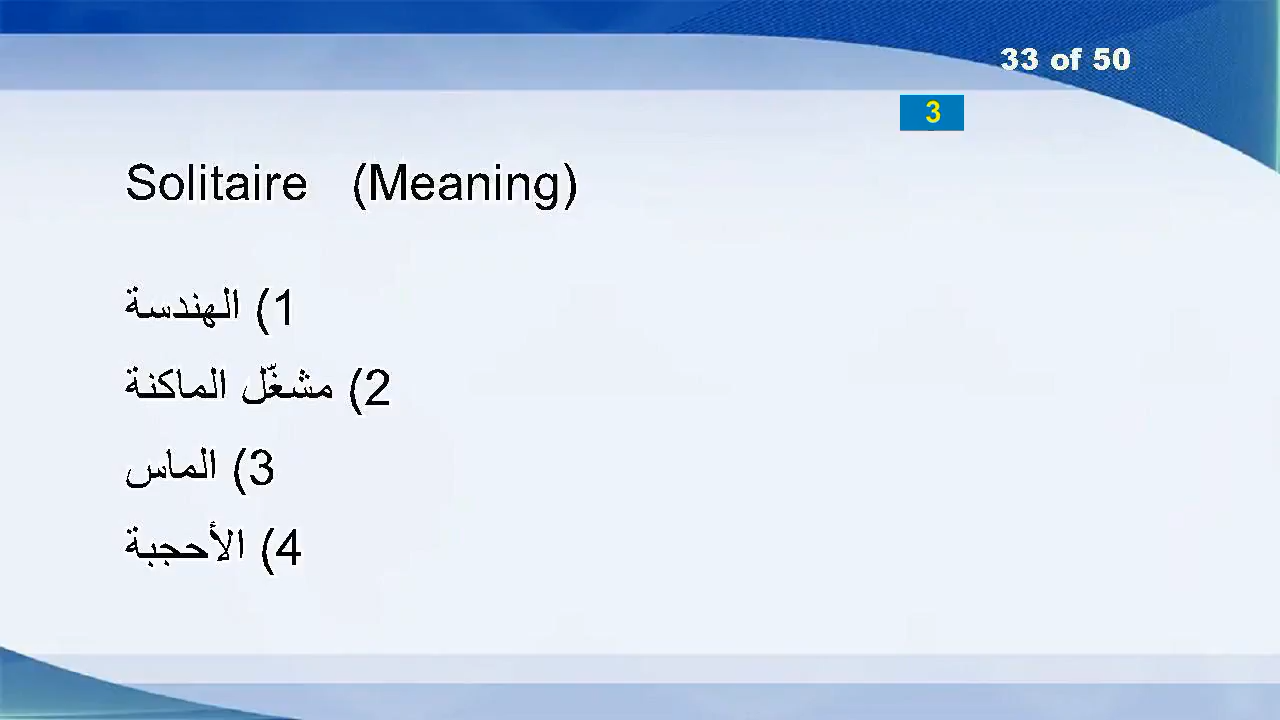 33 of 50
3
Solitaire (Meaning)
1) الهندسة
2) مشغّل الماكنة
3) الماس
4) الأحجبة